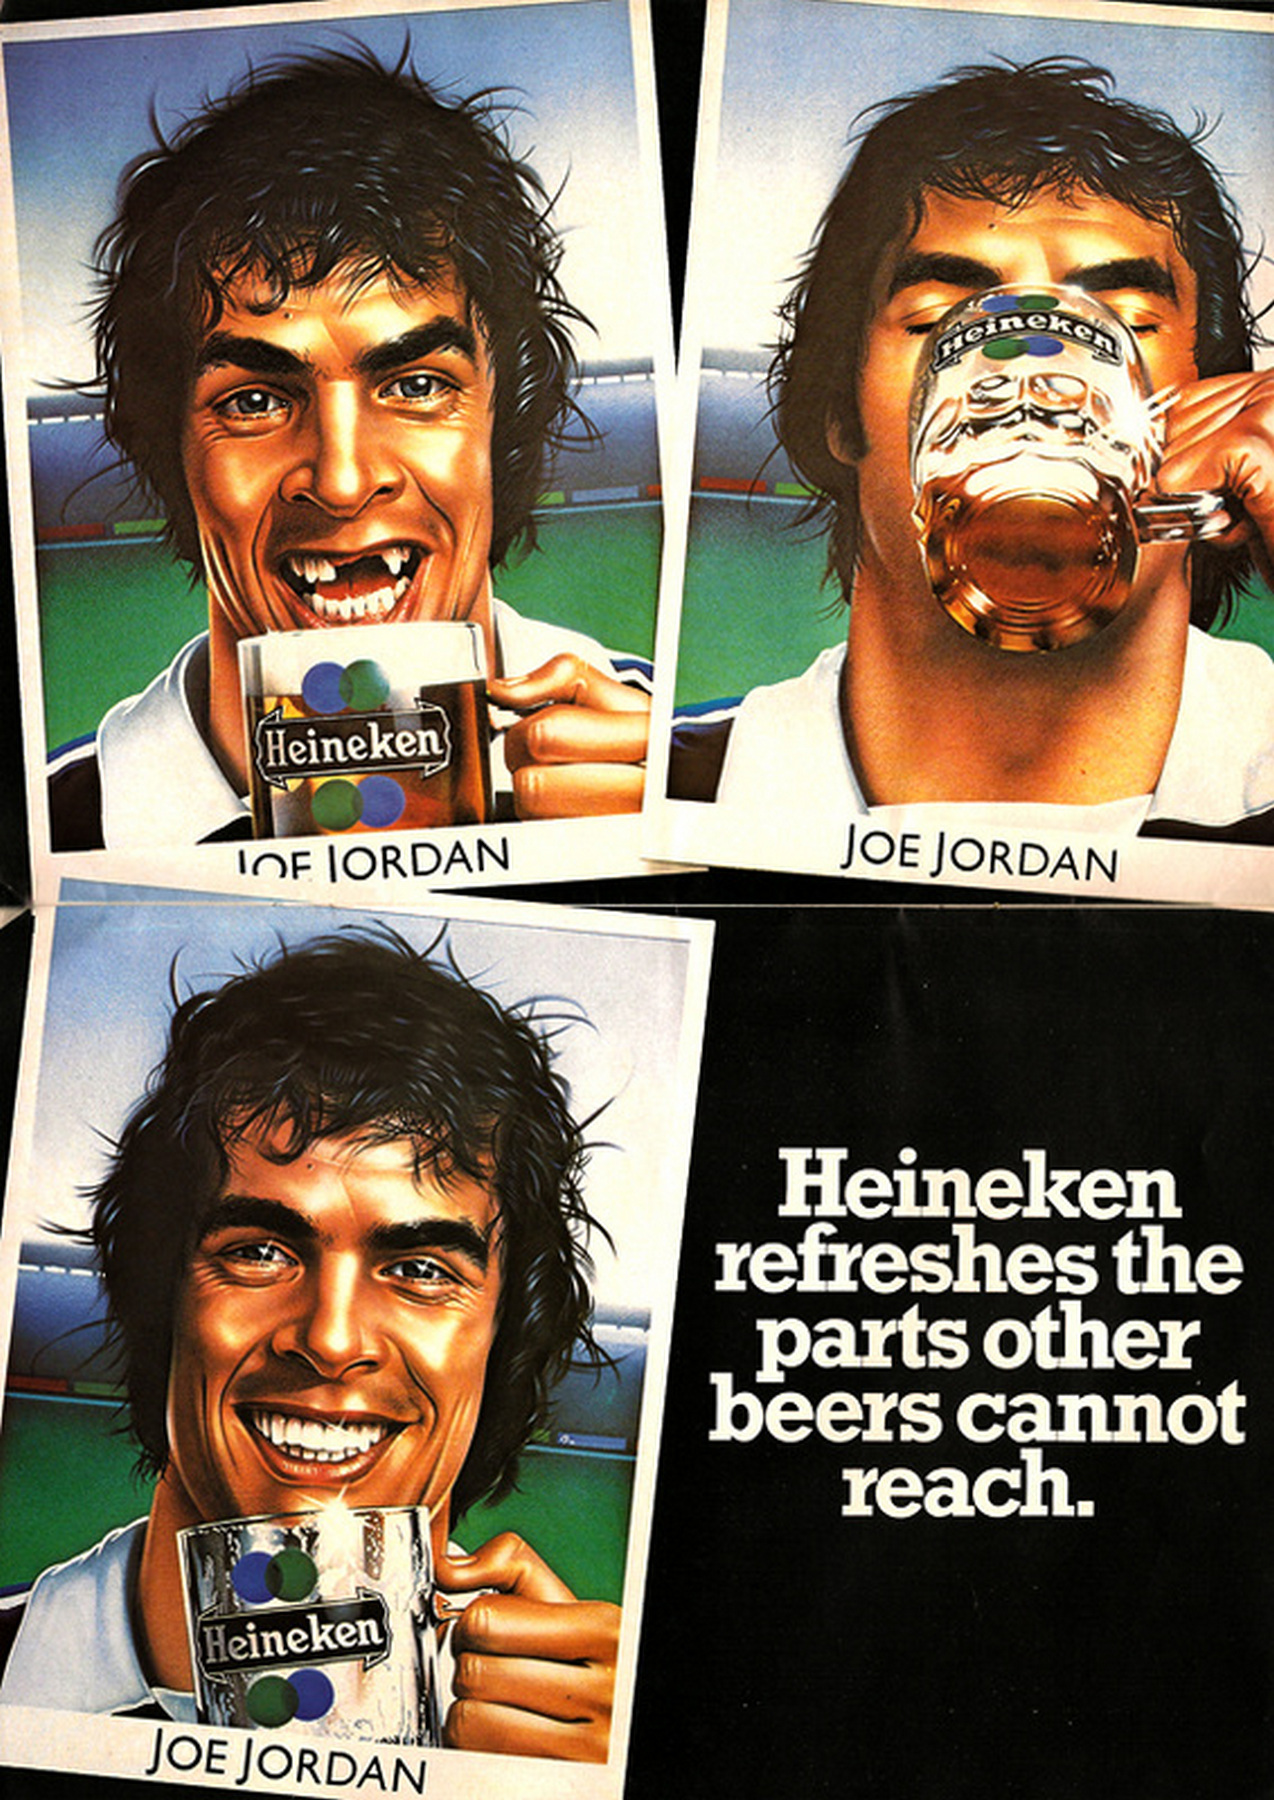 Heineken
JOE JORDAN
Heineken
JOE JORDAN
Heineken
JOE JORDAN
Heineken
refreshes the
parts other
beers cannot
reach.